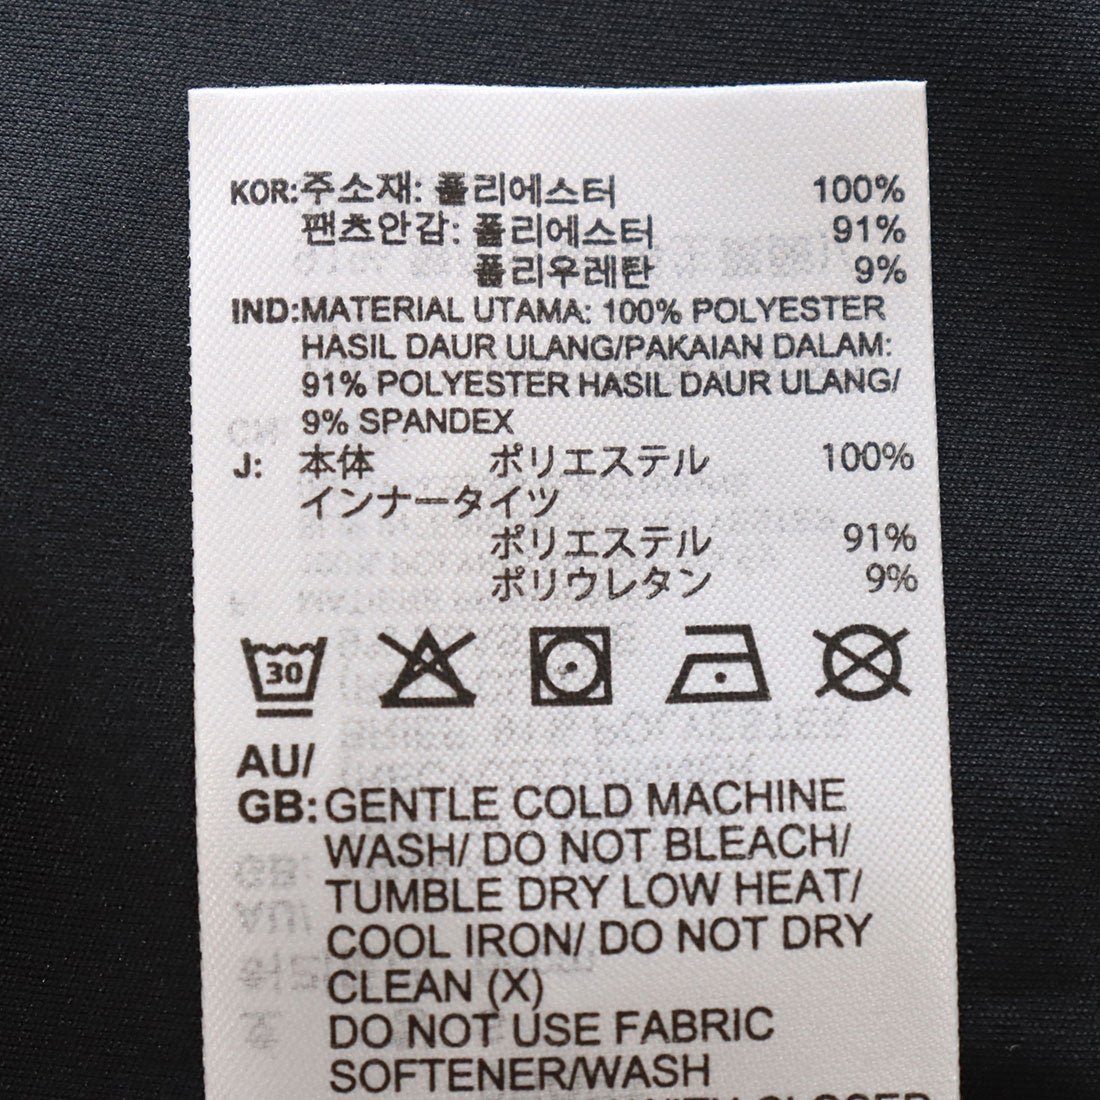 KOR:주소재: 폴리에스터 100%
팬츠안감: 폴리에스터 91%
폴리우레탄 9%
IND:MATERIAL UTAMA: 100% POLYESTER
HASIL DAUR ULANG/PAKAIAN DALAM:
91% POLYESTER HASIL DAUR ULANG/
9% SPANDEX
J: 本体 ポリエステル 100%
インナータイツ
ポリエステル 91%
ポリウレタン 9%
30
AU/
GB: GENTLE COLD MACHINE
WASH/ DO NOT BLEACH/
TUMBLE DRY LOW HEAT/
COOL IRON/ DO NOT DRY
CLEAN (X)
DO NOT USE FABRIC
SOFTENER/WASH